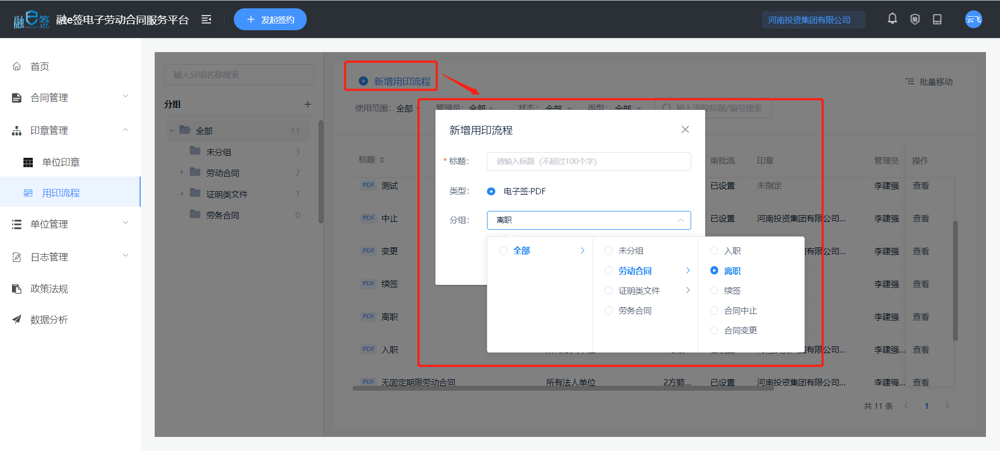 融e签 融e签电子劳动合同服务平台 + 发起签约 河南投资集团有限公司 云飞
首页
合同管理
印章管理
单位印章
用印流程
单位管理
日志管理
政策法规
数据分析
输入分组名称搜索
分组 +
全部 11
未分组 3
劳动合同 7
证明类文件 1
劳务合同 0
新增用印流程 批量移动
使用范围: 全部 管理员: 全部 状态: 全部 类型: 全部 输入流程标题/编号搜索
标题 审批流 印章 管理员 操作
PDF 测试 已设置 未指定 李建强 查看
PDF 中止 已设置 河南投资集团有限公司... 李建强 查看
PDF 变更 有限公司... 李建强 查看
PDF 续签 李建强 查看
PDF 离职 李建强 查看
PDF 入职 有限公司... 李建强... 查看
PDF 无固定期限劳动合同 所有法人单位 2方顺... 已设置 河南投资集团有限公司... 李建强... 查看
共 11 条 < 1 >
新增用印流程
* 标题: 请输入标题 (不超过100个字)
类型: 电子签·PDF
分组: 离职
全部
未分组
劳动合同
证明类文件
劳务合同
入职
离职
续签
合同中止
合同变更